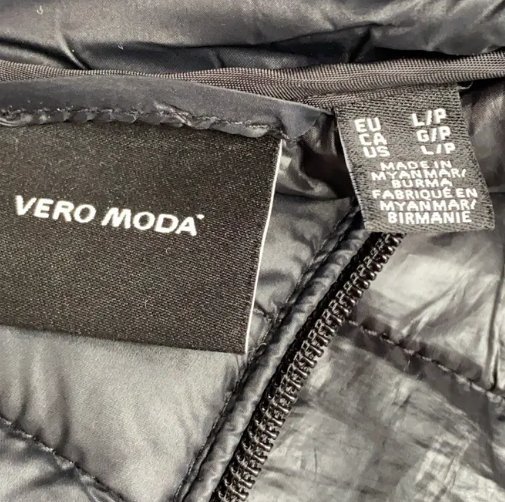 VERO MODA
EU L/P
CA G/P
US L/P
MADE IN
MYANMAR/
BURMA
FABRIQUÉ EN
MYANMAR/
BIRMANIE